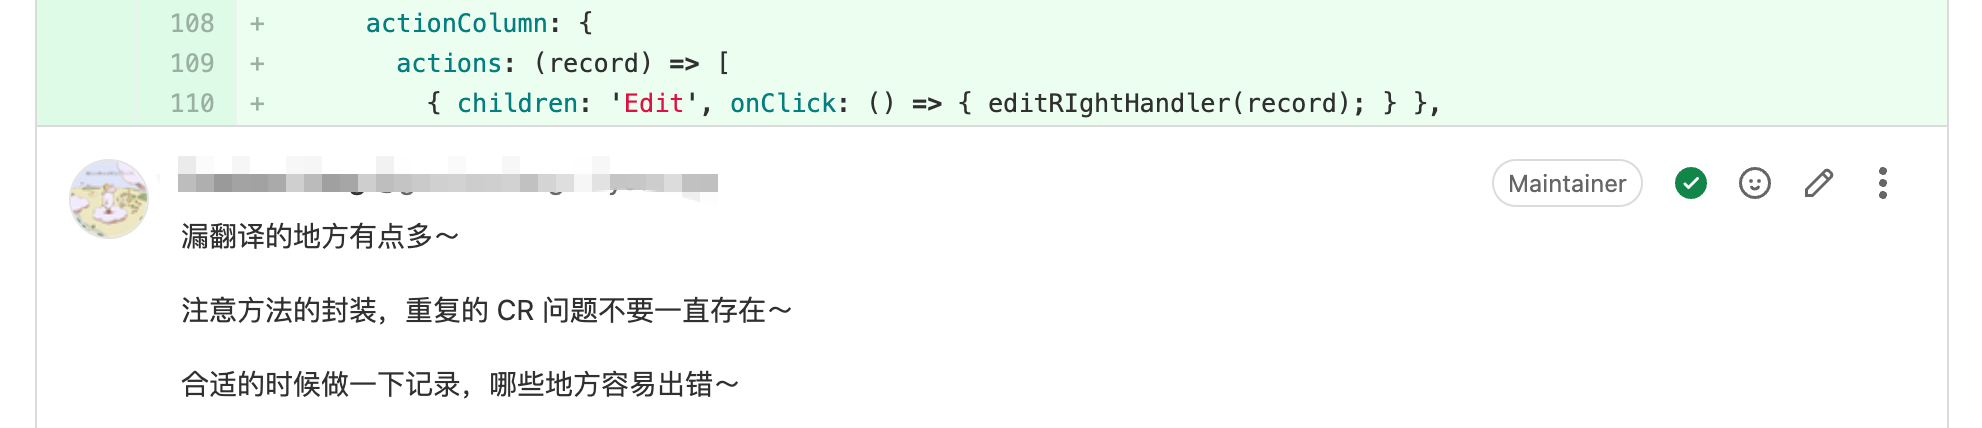 108 + actionColumn: {
109 + actions: (record) => [
110 + { children: 'Edit', onClick: () => { editRIghtHandler(record); } },
Maintainer
漏翻译的地方有点多～
注意方法的封装，重复的 CR 问题不要一直存在～
合适的时候做一下记录，哪些地方容易出错～